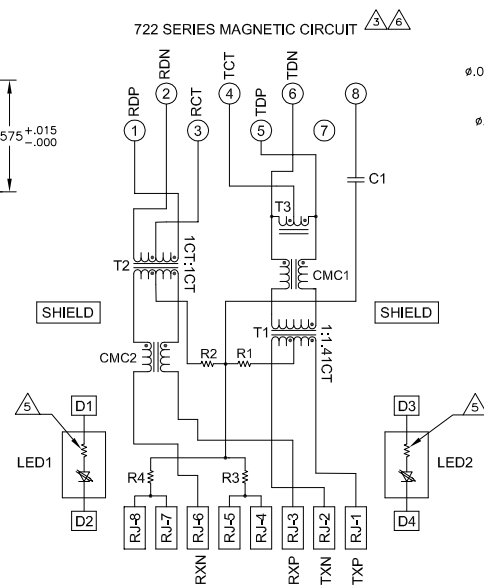 722 SERIES MAGNETIC CIRCUIT 3 6
ø.0
ø.
575 +.015
-.000
RDP
RDN
RCT
TCT
TDP
TDN
1
2
3
4
5
6
7
8
C1
T3
T2
1CT:1CT
CMC1
T1
1:1.41CT
SHIELD
SHIELD
CMC2
R2
R1
5
D1
LED1
D2
D3
5
LED2
D4
R4
R3
RJ-8
RJ-7
RJ-6
RJ-5
RJ-4
RJ-3
RJ-2
RJ-1
RXN
RXP
TXN
TXP